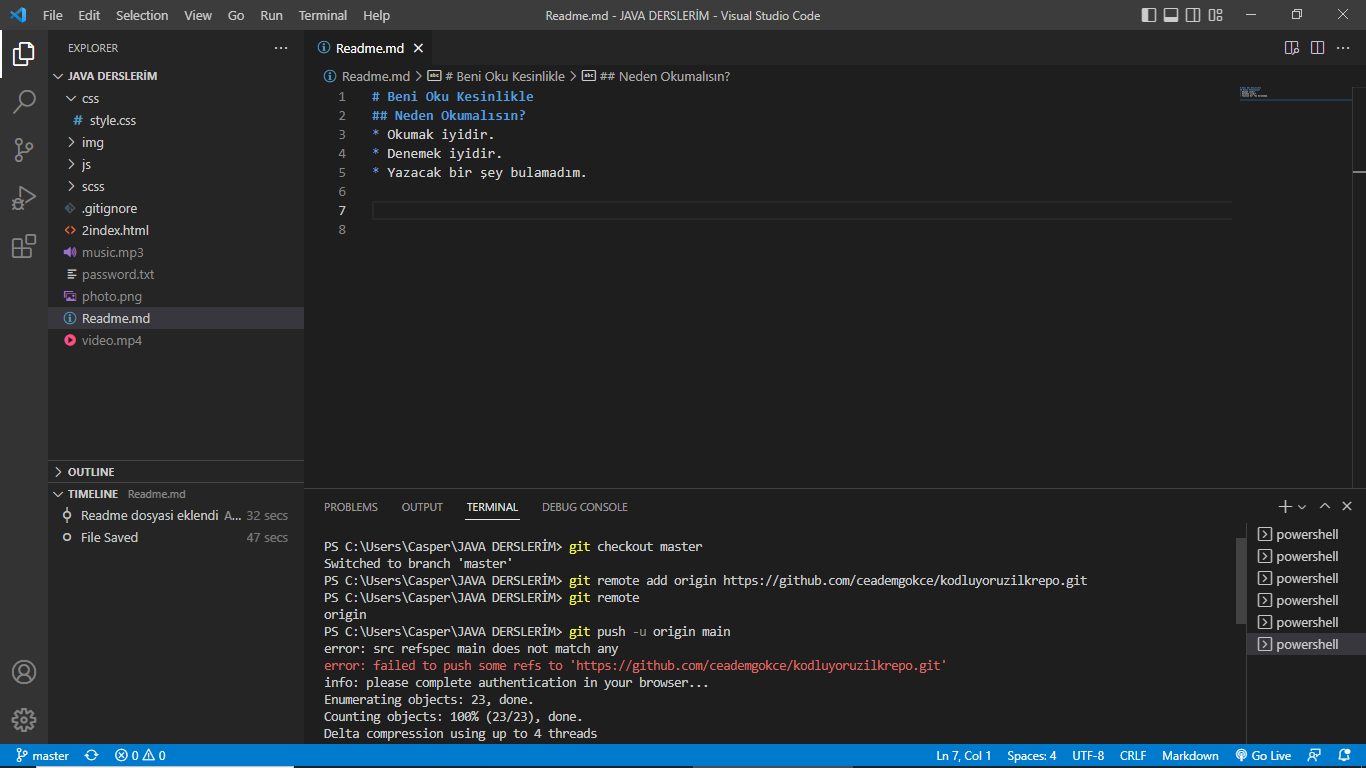 File Edit Selection View Go Run Terminal Help Readme.md - JAVA DERSLERİM - Visual Studio Code
EXPLORER
JAVA DERSLERİM
css
# style.css
img
js
scss
.gitignore
<> 2index.html
music.mp3
password.txt
photo.png
Readme.md
video.mp4
OUTLINE
TIMELINE Readme.md
Readme dosyasi eklendi A... 32 secs
File Saved 47 secs
Readme.md
Readme.md > # Beni Oku Kesinlikle > ## Neden Okumalısın?
1 # Beni Oku Kesinlikle
2 ## Neden Okumalısın?
3 * Okumak iyidir.
4 * Denemek iyidir.
5 * Yazacak bir şey bulamadım.
6
7
8
PROBLEMS OUTPUT TERMINAL DEBUG CONSOLE
PS C:\Users\Casper\JAVA DERSLERİM> git checkout master
Switched to branch 'master'
PS C:\Users\Casper\JAVA DERSLERİM> git remote add origin https://github.com/ceademgokce/kodluyoruzilkrepo.git
PS C:\Users\Casper\JAVA DERSLERİM> git remote
origin
PS C:\Users\Casper\JAVA DERSLERİM> git push -u origin main
error: src refspec main does not match any
error: failed to push some refs to 'https://github.com/ceademgokce/kodluyoruzilkrepo.git'
info: please complete authentication in your browser...
Enumerating objects: 23, done.
Counting objects: 100% (23/23), done.
Delta compression using up to 4 threads
powershell
powershell
powershell
powershell
powershell
powershell
master 0 0 Ln 7, Col 1 Spaces: 4 UTF-8 CRLF Markdown Go Live